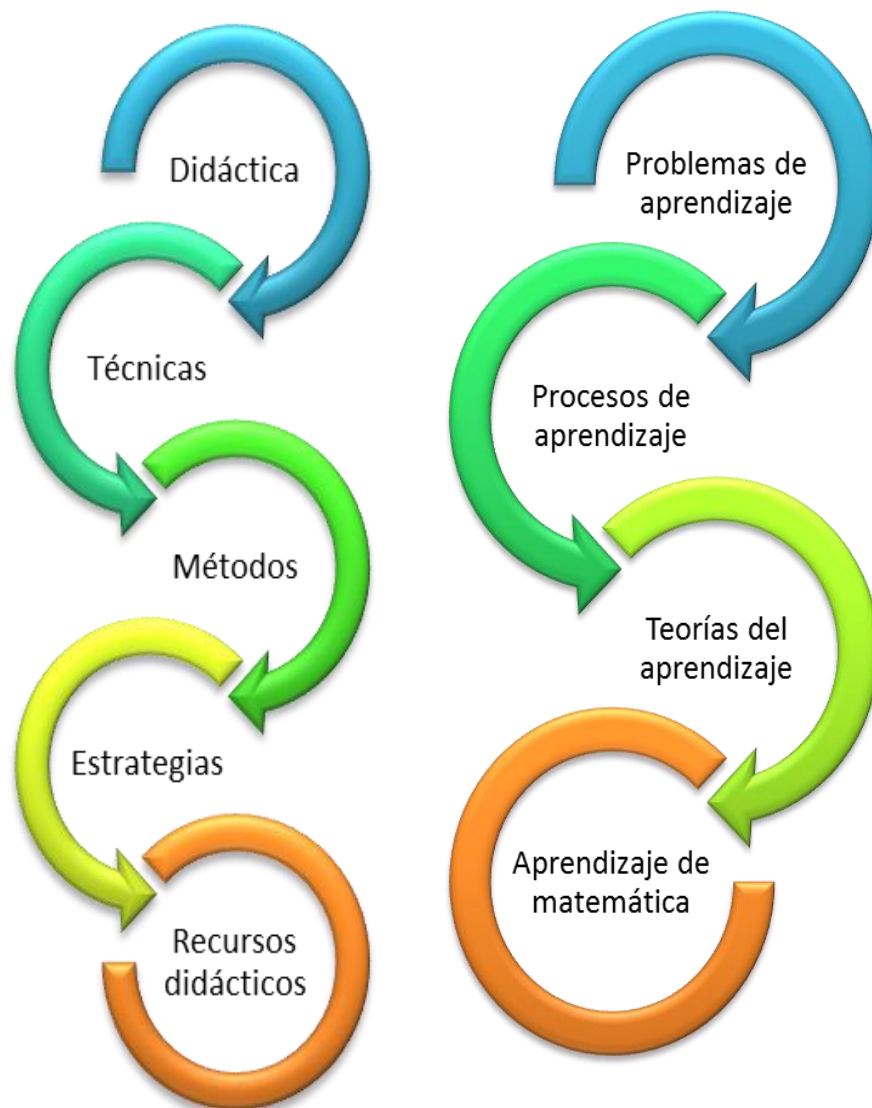 Didáctica
Técnicas
Métodos
Estrategias
Recursos
didácticos
Problemas de
aprendizaje
Procesos de
aprendizaje
Teorías del
aprendizaje
Aprendizaje de
matemática